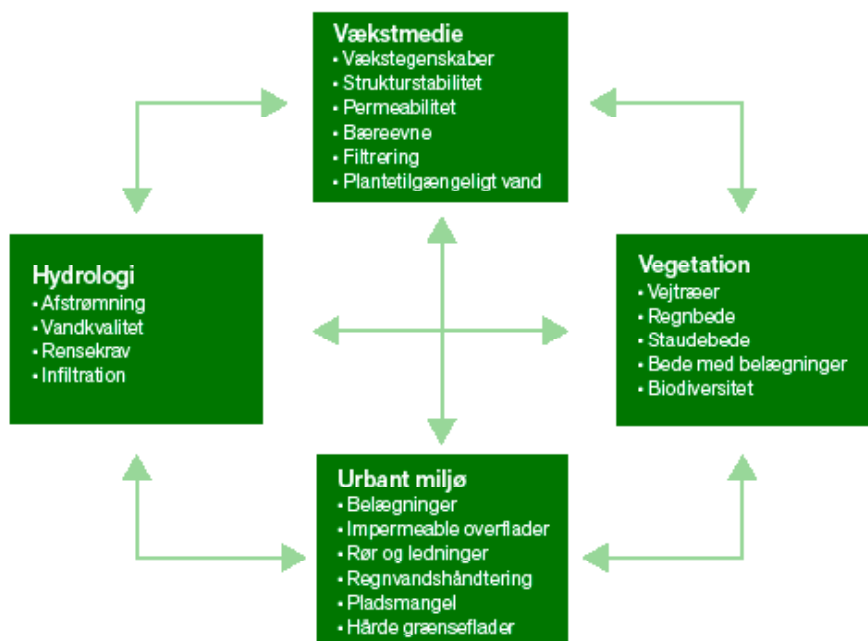 Vækstmedie
▪ Vækstegenskaber
▪ Strukturstabilitet
▪ Permeabilitet
▪ Bæreevne
▪ Filtrering
▪ Plantetilgængeligt vand
Hydrologi
▪ Afstrømning
▪ Vandkvalitet
▪ Rensekrav
▪ Infiltration
Vegetation
▪ Vejtræer
▪ Regnbede
▪ Staudebede
▪ Bede med belægninger
▪ Biodiversitet
Urbant miljø
▪ Belægninger
▪ Impermeable overflader
▪ Rør og ledninger
▪ Regnvandshåndtering
▪ Pladsmangel
▪ Hårde grænseflader